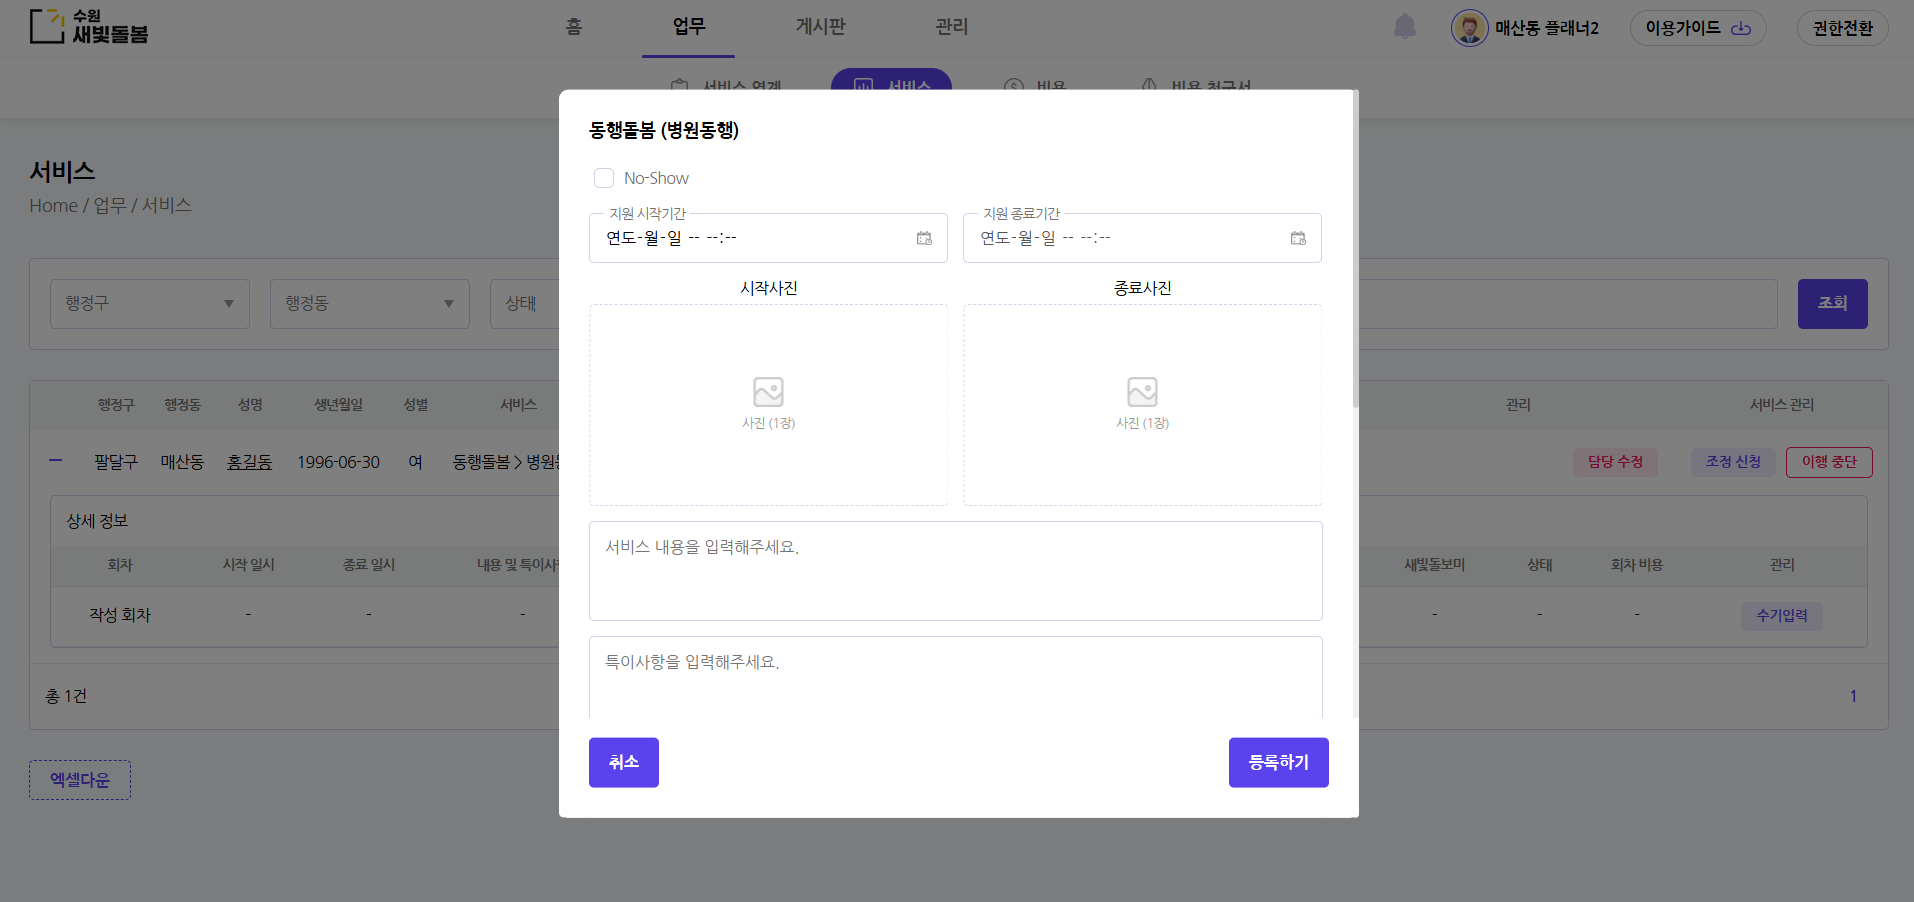 수원
새빛돌봄
홈
업무
게시판
관리
매산동 플래너2
이용가이드
권한전환
서비스 연계
서비스
비용
비용 청구서
서비스
Home / 업무 / 서비스
행정구
행정동
상태
조회
행정구
행정동
성명
생년월일
성별
서비스
관리
서비스 관리
팔달구
매산동
홍길동
1996-06-30
여
동행돌봄 > 병원동
담당 수정
조정 신청
이행 중단
상세 정보
회차
시작 일시
종료 일시
내용 및 특이사항
새빛돌보미
상태
회차 비용
관리
작성 회차
-
-
-
-
-
-
수기입력
총 1건
1
엑셀다운
동행돌봄 (병원동행)
No-Show
지원 시작기간
연도-월-일 -- --:--
지원 종료기간
연도-월-일 -- --:--
시작사진
종료사진
사진 (1장)
사진 (1장)
서비스 내용을 입력해주세요.
특이사항을 입력해주세요.
취소
등록하기